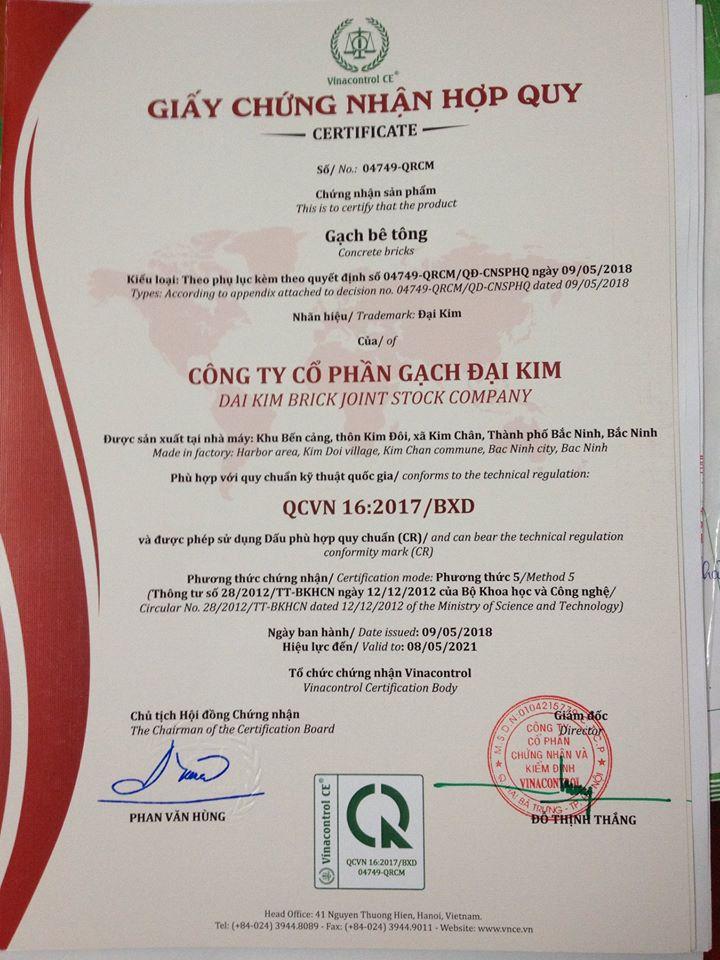 Vinacontrol CE®
GIẤY CHỨNG NHẬN HỢP QUY
CERTIFICATE
Số/ No.: 04749-QRCM
Chứng nhận sản phẩm
This is to certify that the product
Gạch bê tông
Concrete bricks
Kiểu loại: Theo phụ lục kèm theo quyết định số 04749-QRCM/QĐ-CNSPHQ ngày 09/05/2018
Types: According to appendix attached to decision no. 04749-QRCM/QD-CNSPHQ dated 09/05/2018
Nhãn hiệu/ Trademark: Đại Kim
Của/ of
CÔNG TY CỔ PHẦN GẠCH ĐẠI KIM
DAI KIM BRICK JOINT STOCK COMPANY
Được sản xuất tại nhà máy: Khu Bến cảng, thôn Kim Đôi, xã Kim Chân, Thành phố Bắc Ninh, Bắc Ninh
Made in factory: Harbor area, Kim Doi village, Kim Chan commune, Bac Ninh city, Bac Ninh
Phù hợp với quy chuẩn kỹ thuật quốc gia/ conforms to the technical regulation:
QCVN 16:2017/BXD
và được phép sử dụng Dấu phù hợp quy chuẩn (CR)/ and can bear the technical regulation
conformity mark (CR)
Phương thức chứng nhận/ Certification mode: Phương thức 5/Method 5
(Thông tư số 28/2012/TT-BKHCN ngày 12/12/2012 của Bộ Khoa học và Công nghệ/
Circular No. 28/2012/TT-BKHCN dated 12/12/2012 of the Ministry of Science and Technology)
Ngày ban hành/ Date issued: 09/05/2018
Hiệu lực đến/ Valid to: 08/05/2021
Tổ chức chứng nhận Vinacontrol
Vinacontrol Certification Body
Chủ tịch Hội đồng Chứng nhận
The Chairman of the Certification Board
PHAN VĂN HÙNG
Giám đốc
Director
CÔNG TY
CỔ PHẦN
CHỨNG NHẬN VÀ
KIỂM ĐỊNH
VINACONTROL
ĐỖ THỊNH THẮNG
Vinacontrol CE®
QCVN 16:2017/BXD
04749-QRCM
Head Office: 41 Nguyen Thuong Hien, Hanoi, Vietnam.
Tel: (+84-024) 3944.8089 - Fax: (+84-024) 3944.9011 - Website: www.vnce.vn